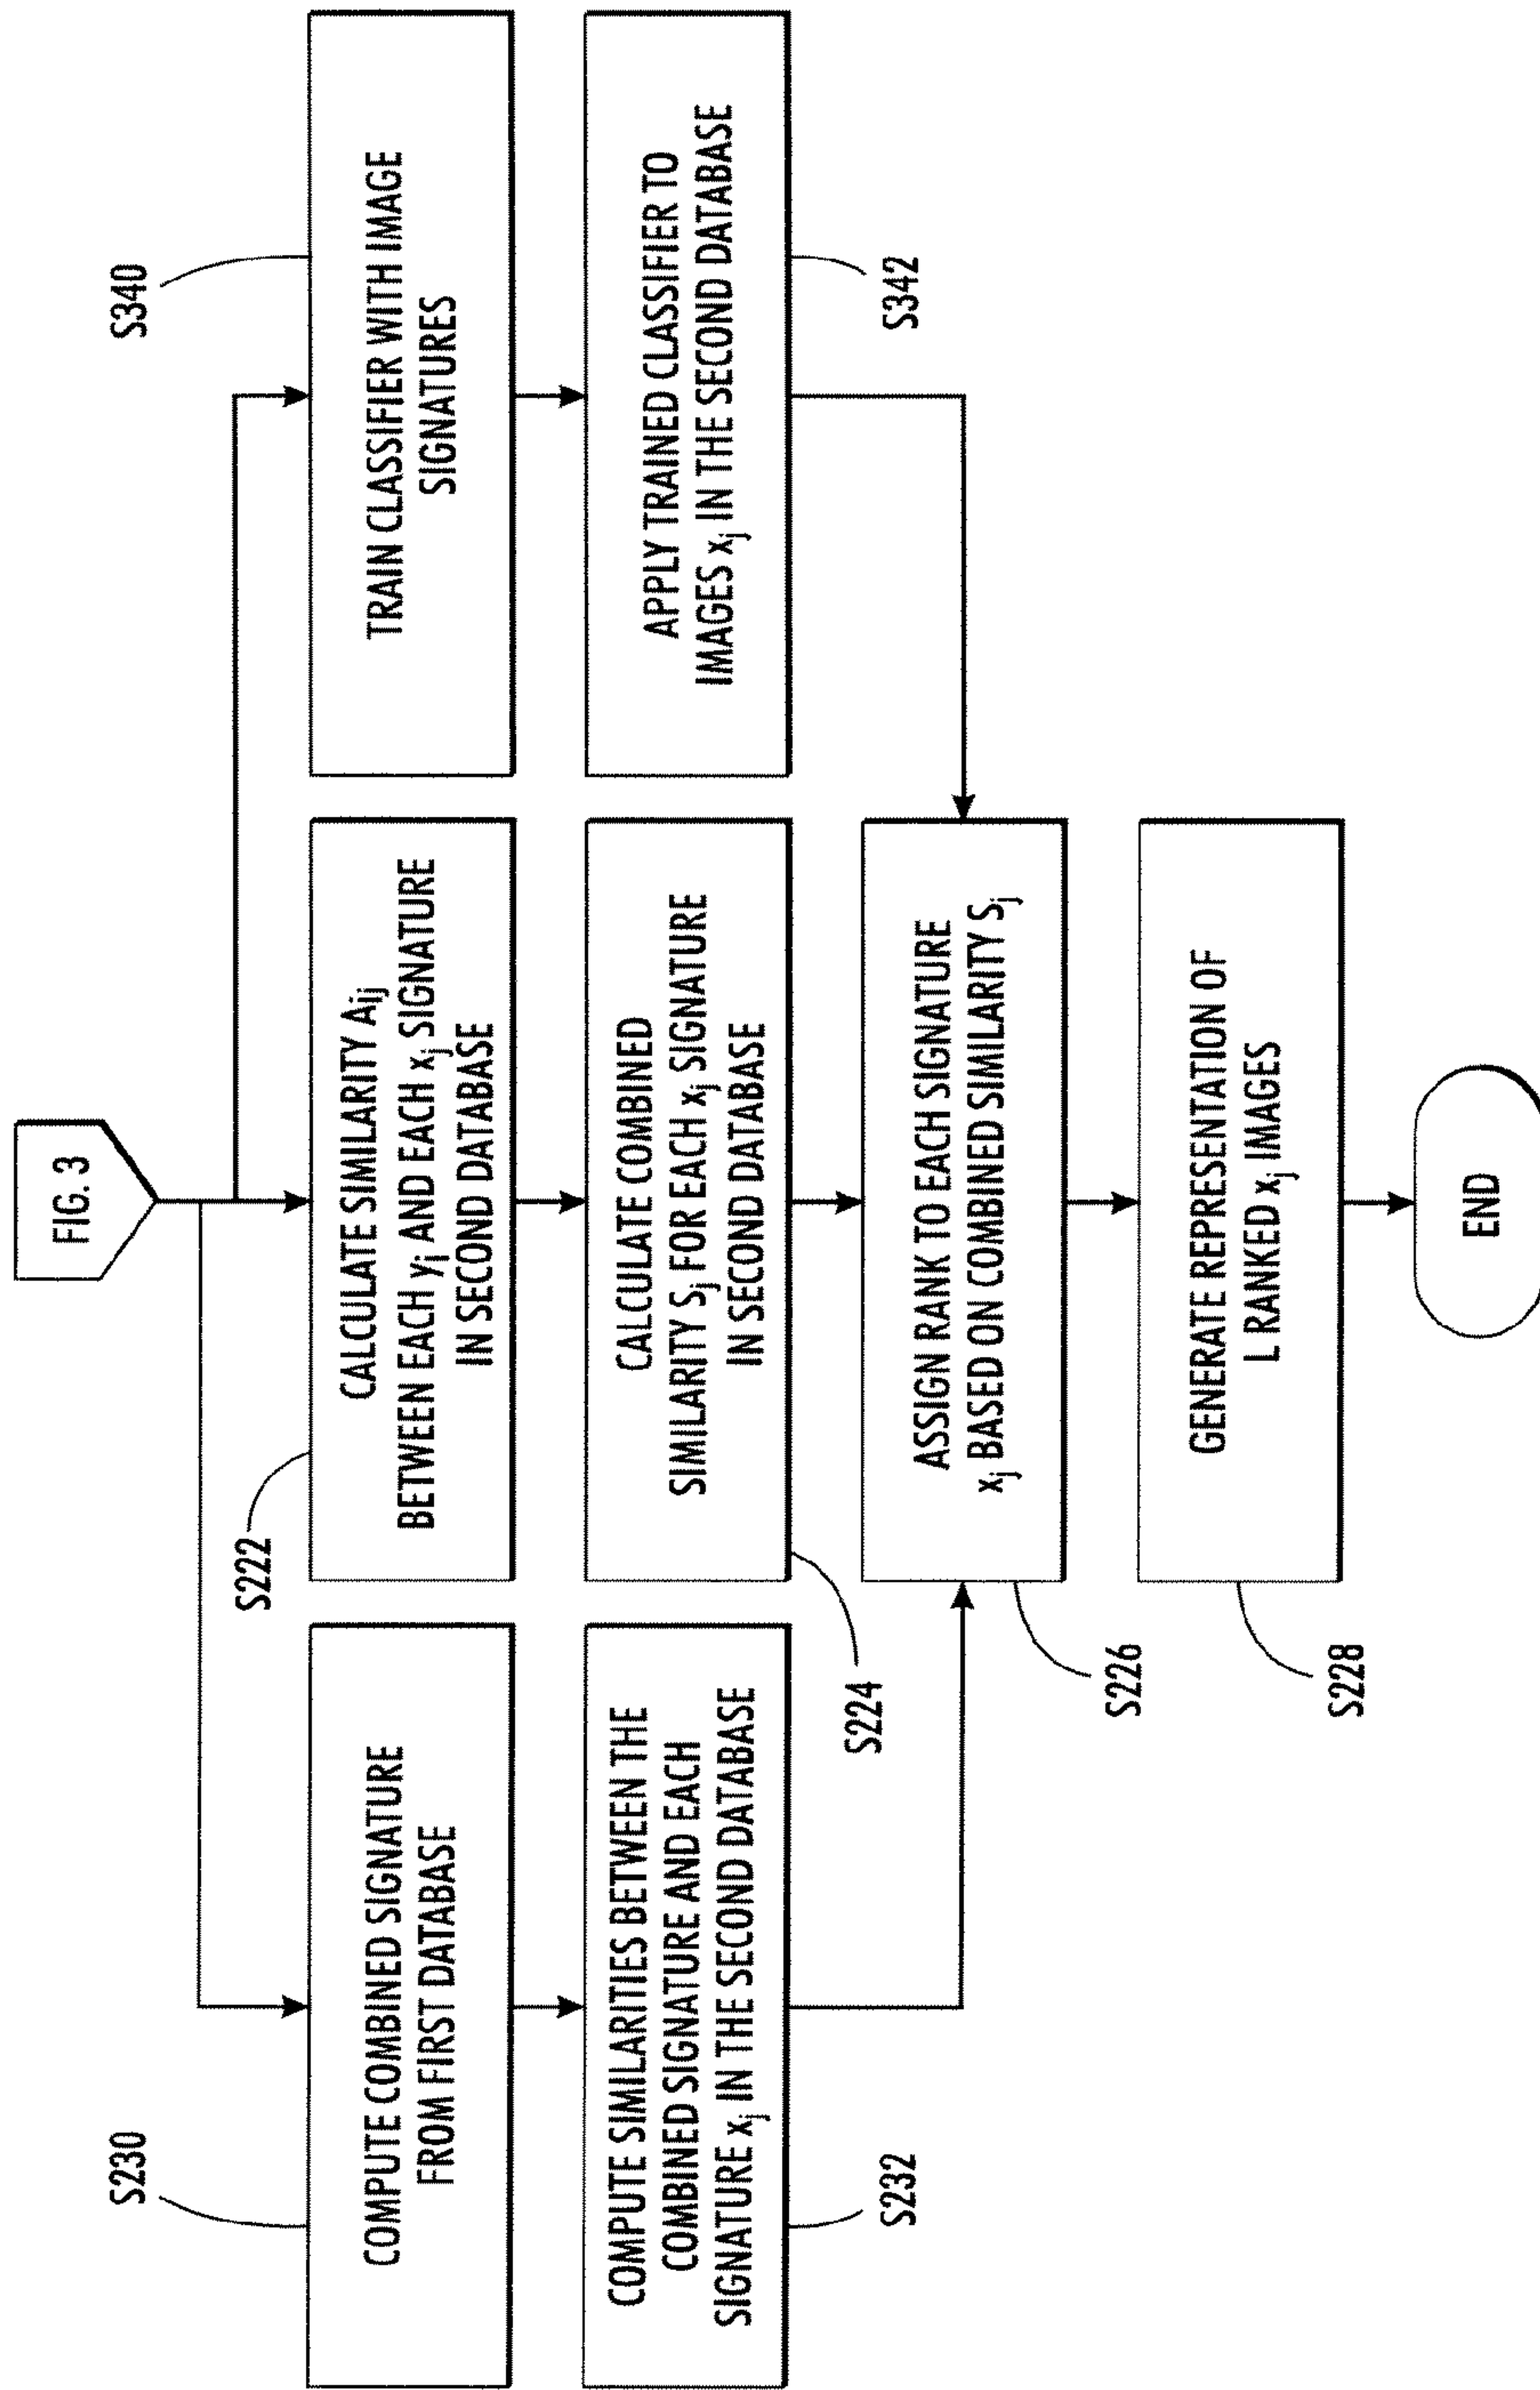 FIG. 3
S230
COMPUTE COMBINED SIGNATURE
FROM FIRST DATABASE
S232
COMPUTE SIMILARITIES BETWEEN THE
COMBINED SIGNATURE AND EACH
SIGNATURE xj IN THE SECOND DATABASE
S222
CALCULATE SIMILARITY Aij
BETWEEN EACH yi AND EACH xj SIGNATURE
IN SECOND DATABASE
S224
CALCULATE COMBINED
SIMILARITY Sj FOR EACH xj SIGNATURE
IN SECOND DATABASE
S340
TRAIN CLASSIFIER WITH IMAGE
SIGNATURES
S342
APPLY TRAINED CLASSIFIER TO
IMAGES xj IN THE SECOND DATABASE
S226
ASSIGN RANK TO EACH SIGNATURE
xj BASED ON COMBINED SIMILARITY Sj
S228
GENERATE REPRESENTATION OF
L RANKED xj IMAGES
END